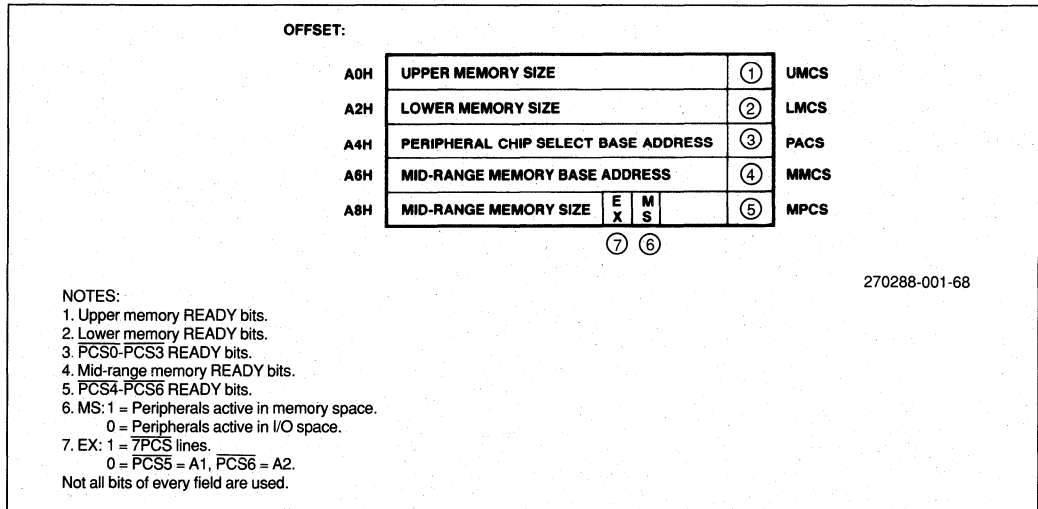 OFFSET:
A0H UPPER MEMORY SIZE 1 UMCS
A2H LOWER MEMORY SIZE 2 LMCS
A4H PERIPHERAL CHIP SELECT BASE ADDRESS 3 PACS
A6H MID-RANGE MEMORY BASE ADDRESS 4 MMCS
A8H MID-RANGE MEMORY SIZE EX MS 5 MPCS
7 6
270288-001-68
NOTES:
1. Upper memory READY bits.
2. Lower memory READY bits.
3. PCS0-PCS3 READY bits.
4. Mid-range memory READY bits.
5. PCS4-PCS6 READY bits.
6. MS: 1 = Peripherals active in memory space.
0 = Peripherals active in I/O space.
7. EX: 1 = 7PCS lines.
0 = PCS5 = A1, PCS6 = A2.
Not all bits of every field are used.